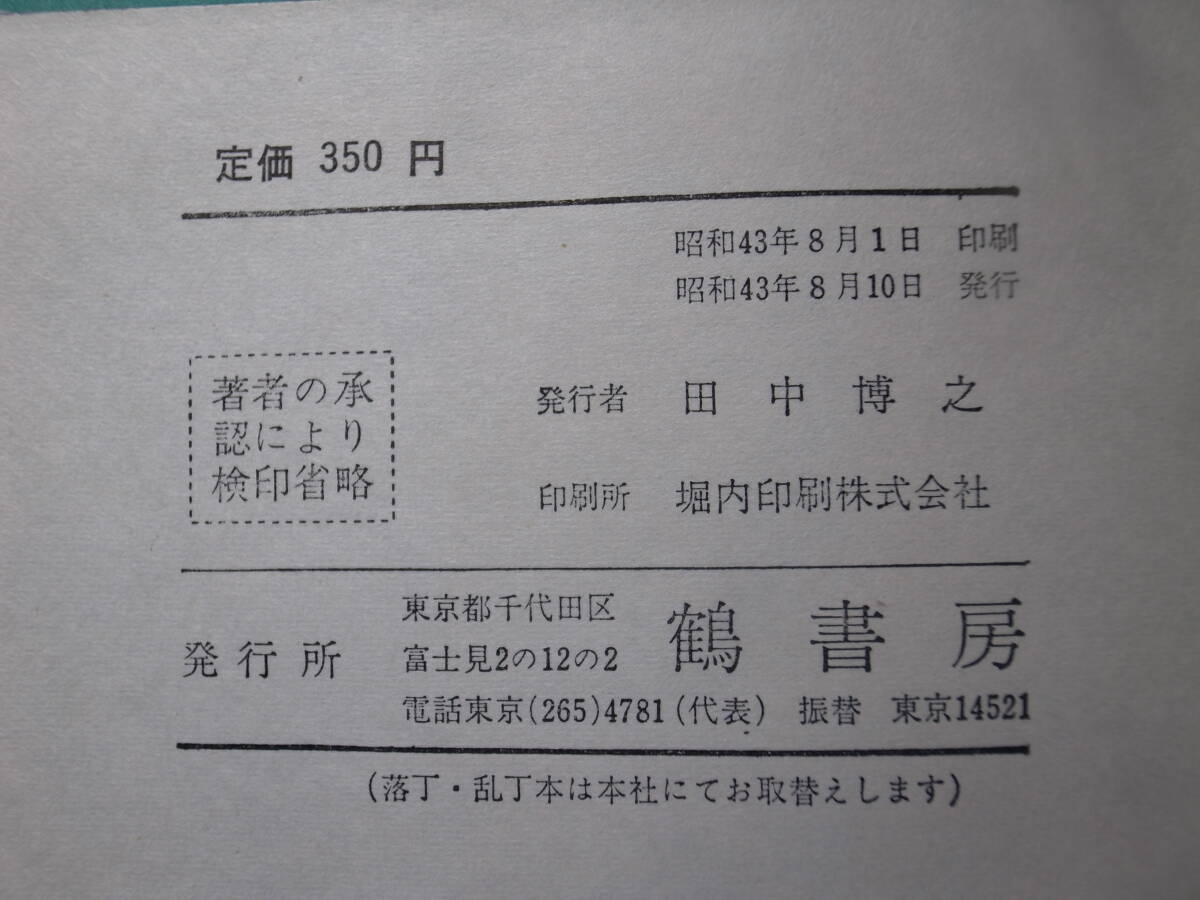 定価 350 円
昭和43年8月1日 印刷
昭和43年8月10日 発行
著者の承
認により
検印省略
発行者 田中博之
印刷所 堀内印刷株式会社
発行所
東京都千代田区
富士見2の12の2
鶴書房
電話東京(265)4781(代表) 振替 東京14521
(落丁・乱丁本は本社にてお取替えします)